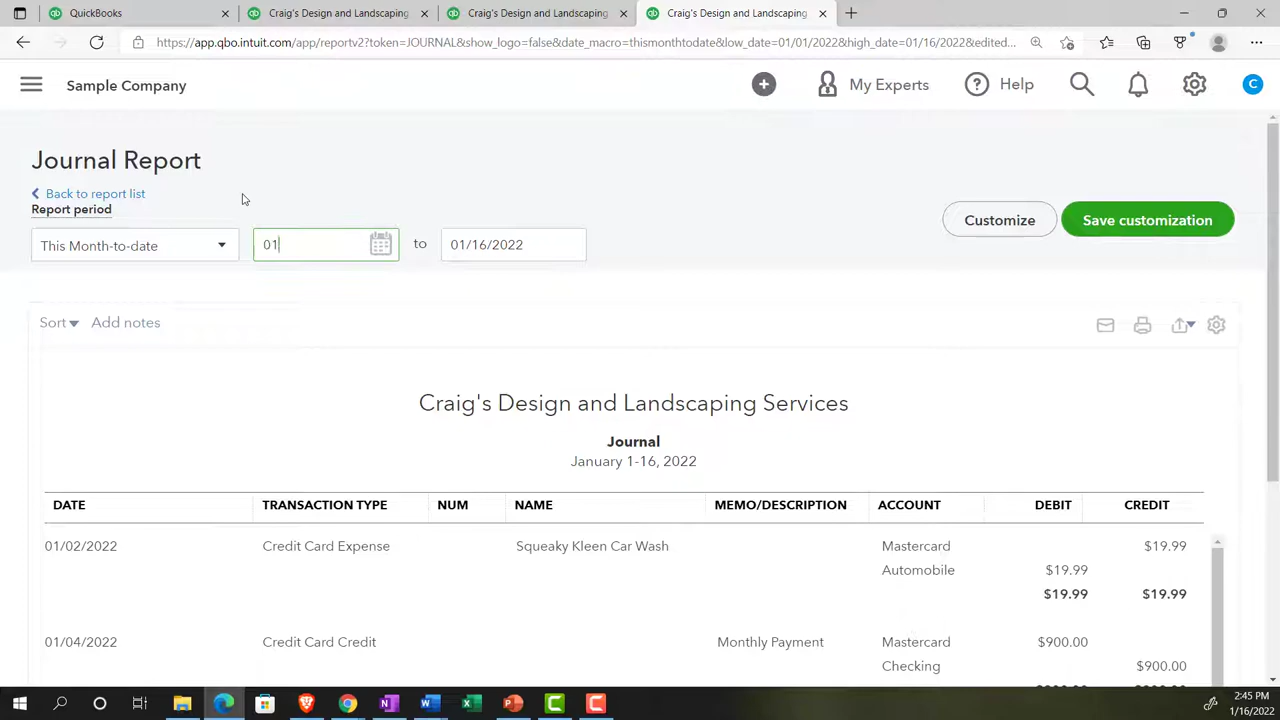 QuickBooks
Craig's Design and Landscaping
Craig's Design and Landscaping
Craig's Design and Landscaping
https://app.qbo.intuit.com/app/reportv2?token=JOURNAL&show_logo=false&date_macro=thismonthtodate&low_date=01/01/2022&high_date=01/16/2022&edited...
Sample Company
My Experts
Help
C
Journal Report
Back to report list
Report period
This Month-to-date
01
to
01/16/2022
Customize
Save customization
Sort
Add notes
Craig's Design and Landscaping Services
Journal
January 1-16, 2022
DATE TRANSACTION TYPE NUM NAME MEMO/DESCRIPTION ACCOUNT DEBIT CREDIT
01/02/2022 Credit Card Expense Squeaky Kleen Car Wash Mastercard $19.99
Automobile $19.99
$19.99 $19.99
01/04/2022 Credit Card Credit Monthly Payment Mastercard $900.00
Checking $900.00
2:45 PM
1/16/2022